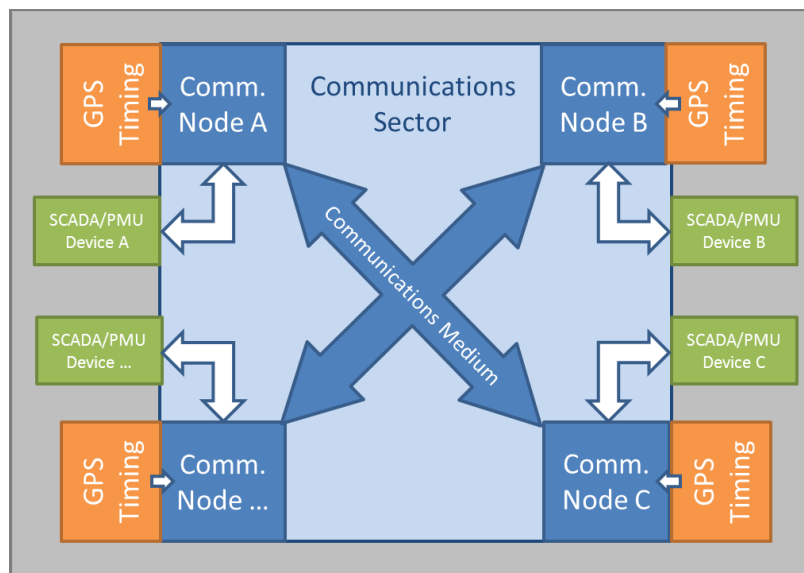 GPS
Timing
Comm.
Node A
Communications
Sector
Comm.
Node B
GPS
Timing
SCADA/PMU
Device A
SCADA/PMU
Device B
Communications Medium
SCADA/PMU
Device ...
SCADA/PMU
Device C
GPS
Timing
Comm.
Node ...
Comm.
Node C
GPS
Timing